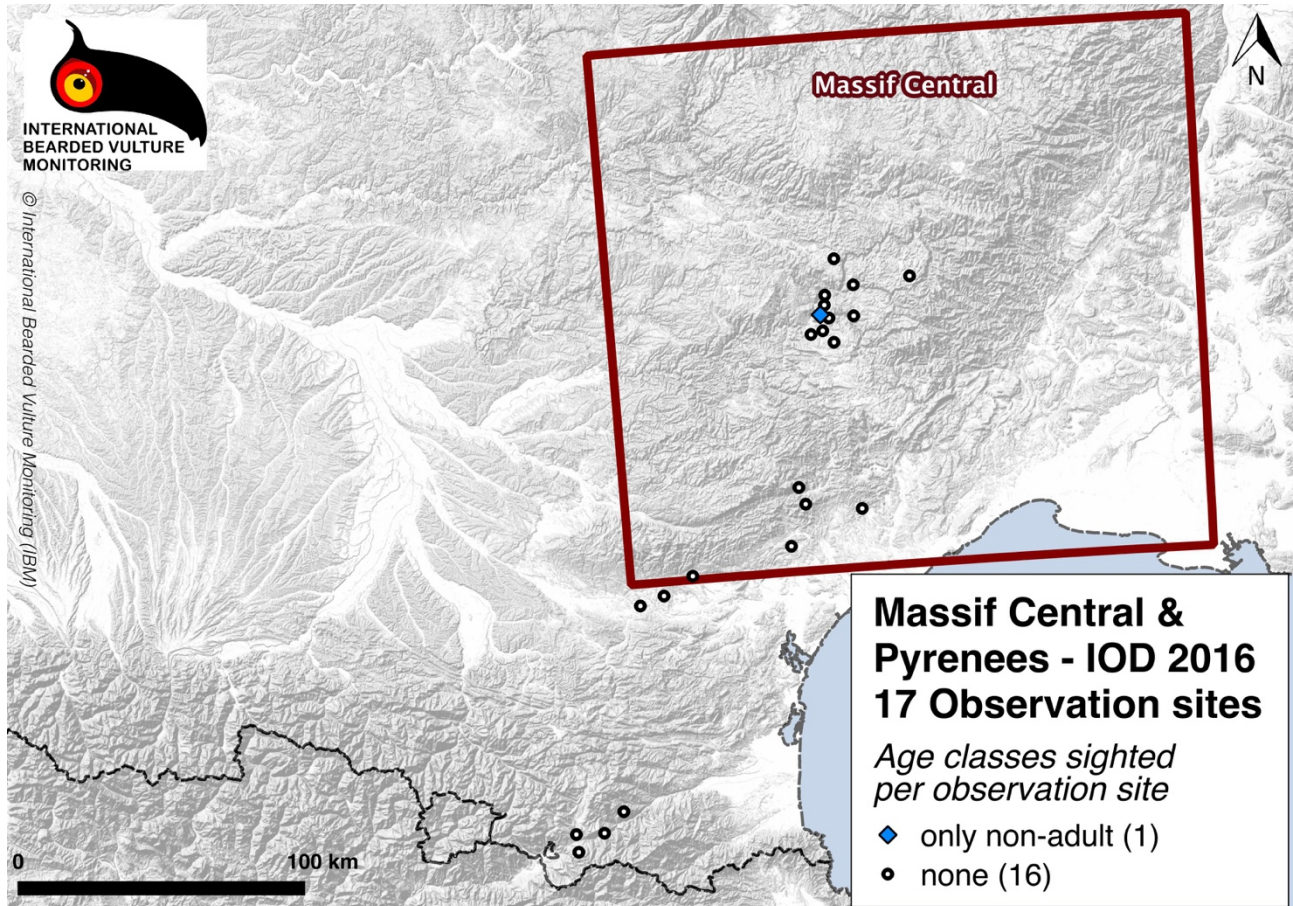 INTERNATIONAL
BEARDED VULTURE
MONITORING
© International Bearded Vulture Monitoring (IBM)
Massif Central
N
Massif Central &
Pyrenees - IOD 2016
17 Observation sites
Age classes sighted
per observation site
only non-adult (1)
none (16)
0
100 km